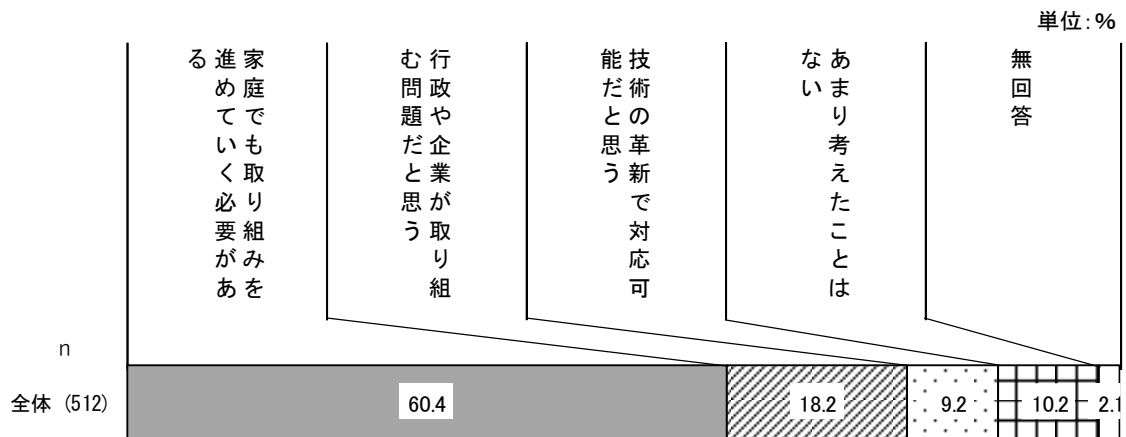 単位:%
家庭でも取り組みを
進めていく必要があ
る
行政や企業が取り組
む問題だと思う
技術の革新で対応可
能だと思う
あまり考えたことは
ない
無回答
n
全体 (512)
60.4
18.2
9.2
10.2
2.1